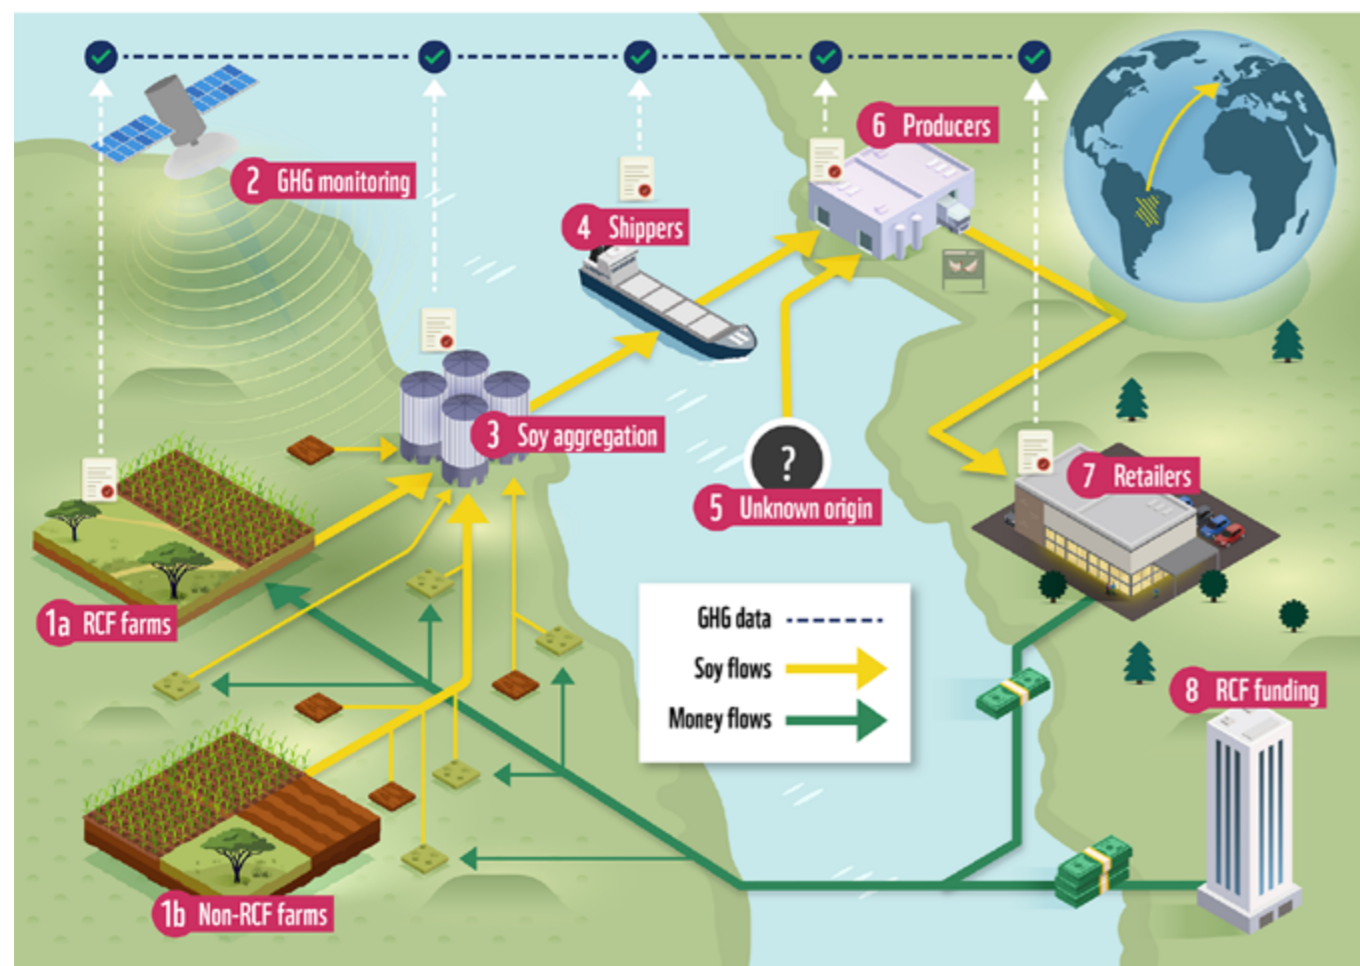 6 Producers
2 GHG monitoring
4 Shippers
3 Soy aggregation
?
7 Retailers
5 Unknown origin
1a RCF farms
GHG data
Soy flows
Money flows
8 RCF funding
1b Non-RCF farms